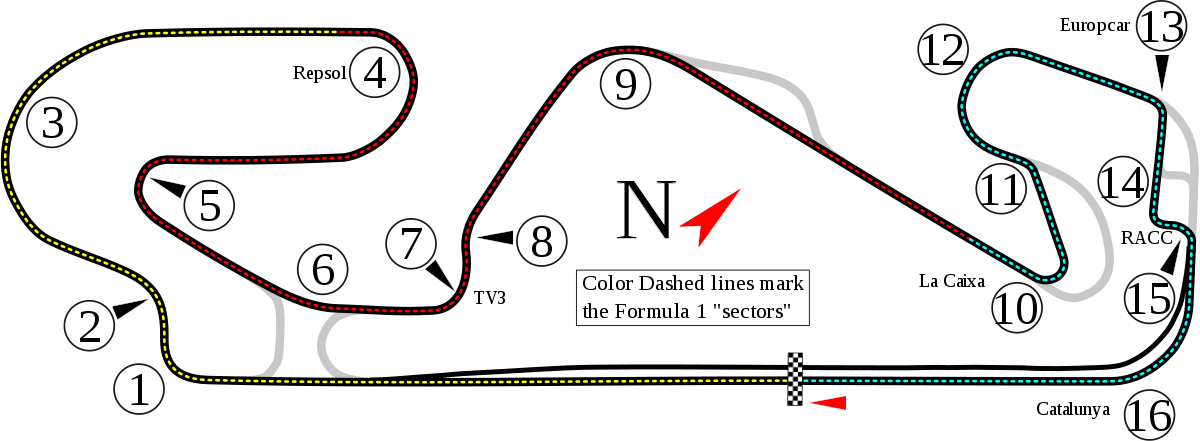 Europcar
13
12
Repsol
4
9
3
11
14
5
N
7
8
RACC
6
La Caixa
TV3
Color Dashed lines mark
the Formula 1 "sectors"
10
15
2
1
Catalunya
16